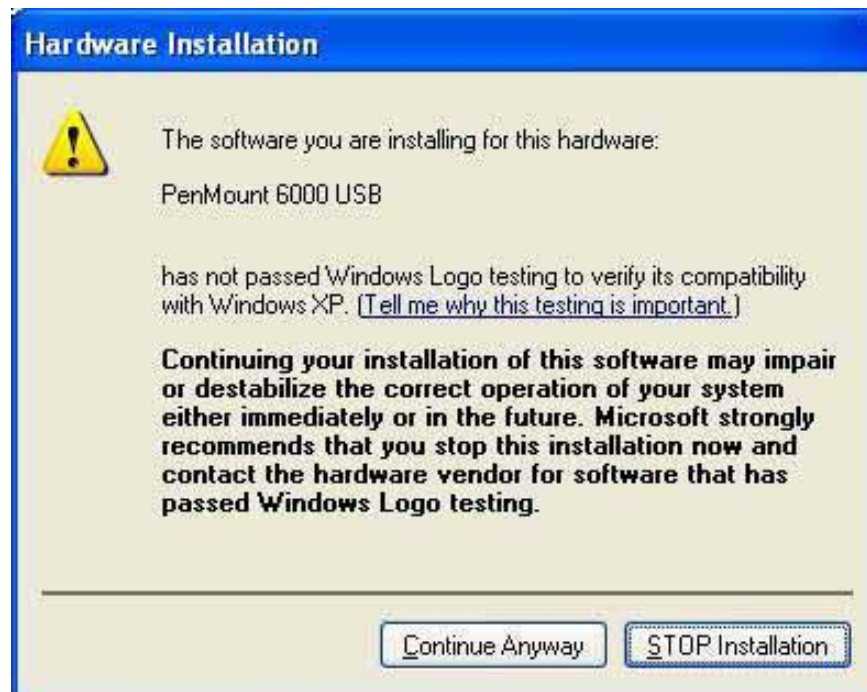 Hardware Installation
The software you are installing for this hardware:
PenMount 6000 USB
has not passed Windows Logo testing to verify its compatibility
with Windows XP. (Tell me why this testing is important.)
Continuing your installation of this software may impair
or destabilize the correct operation of your system
either immediately or in the future. Microsoft strongly
recommends that you stop this installation now and
contact the hardware vendor for software that has
passed Windows Logo testing.
Continue Anyway STOP Installation